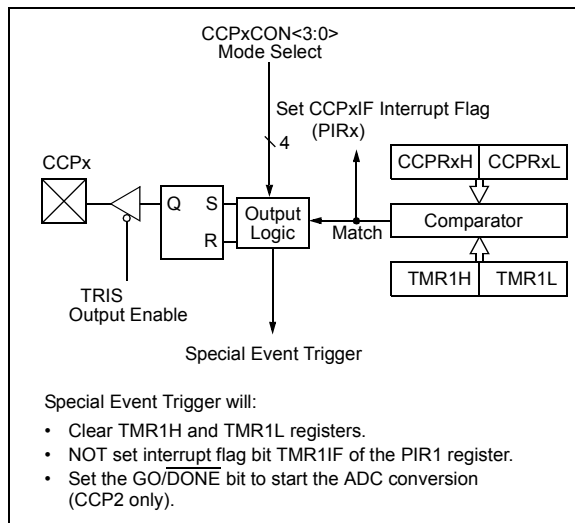 CCPxCON<3:0>
Mode Select
Set CCPxIF Interrupt Flag
(PIRx)
4
CCPx
CCPRxH CCPRxL
Q S
R
Output
Logic
Match
Comparator
TRIS
Output Enable
TMR1H TMR1L
Special Event Trigger
Special Event Trigger will:
• Clear TMR1H and TMR1L registers.
• NOT set interrupt flag bit TMR1IF of the PIR1 register.
• Set the GO/DONE bit to start the ADC conversion
(CCP2 only).